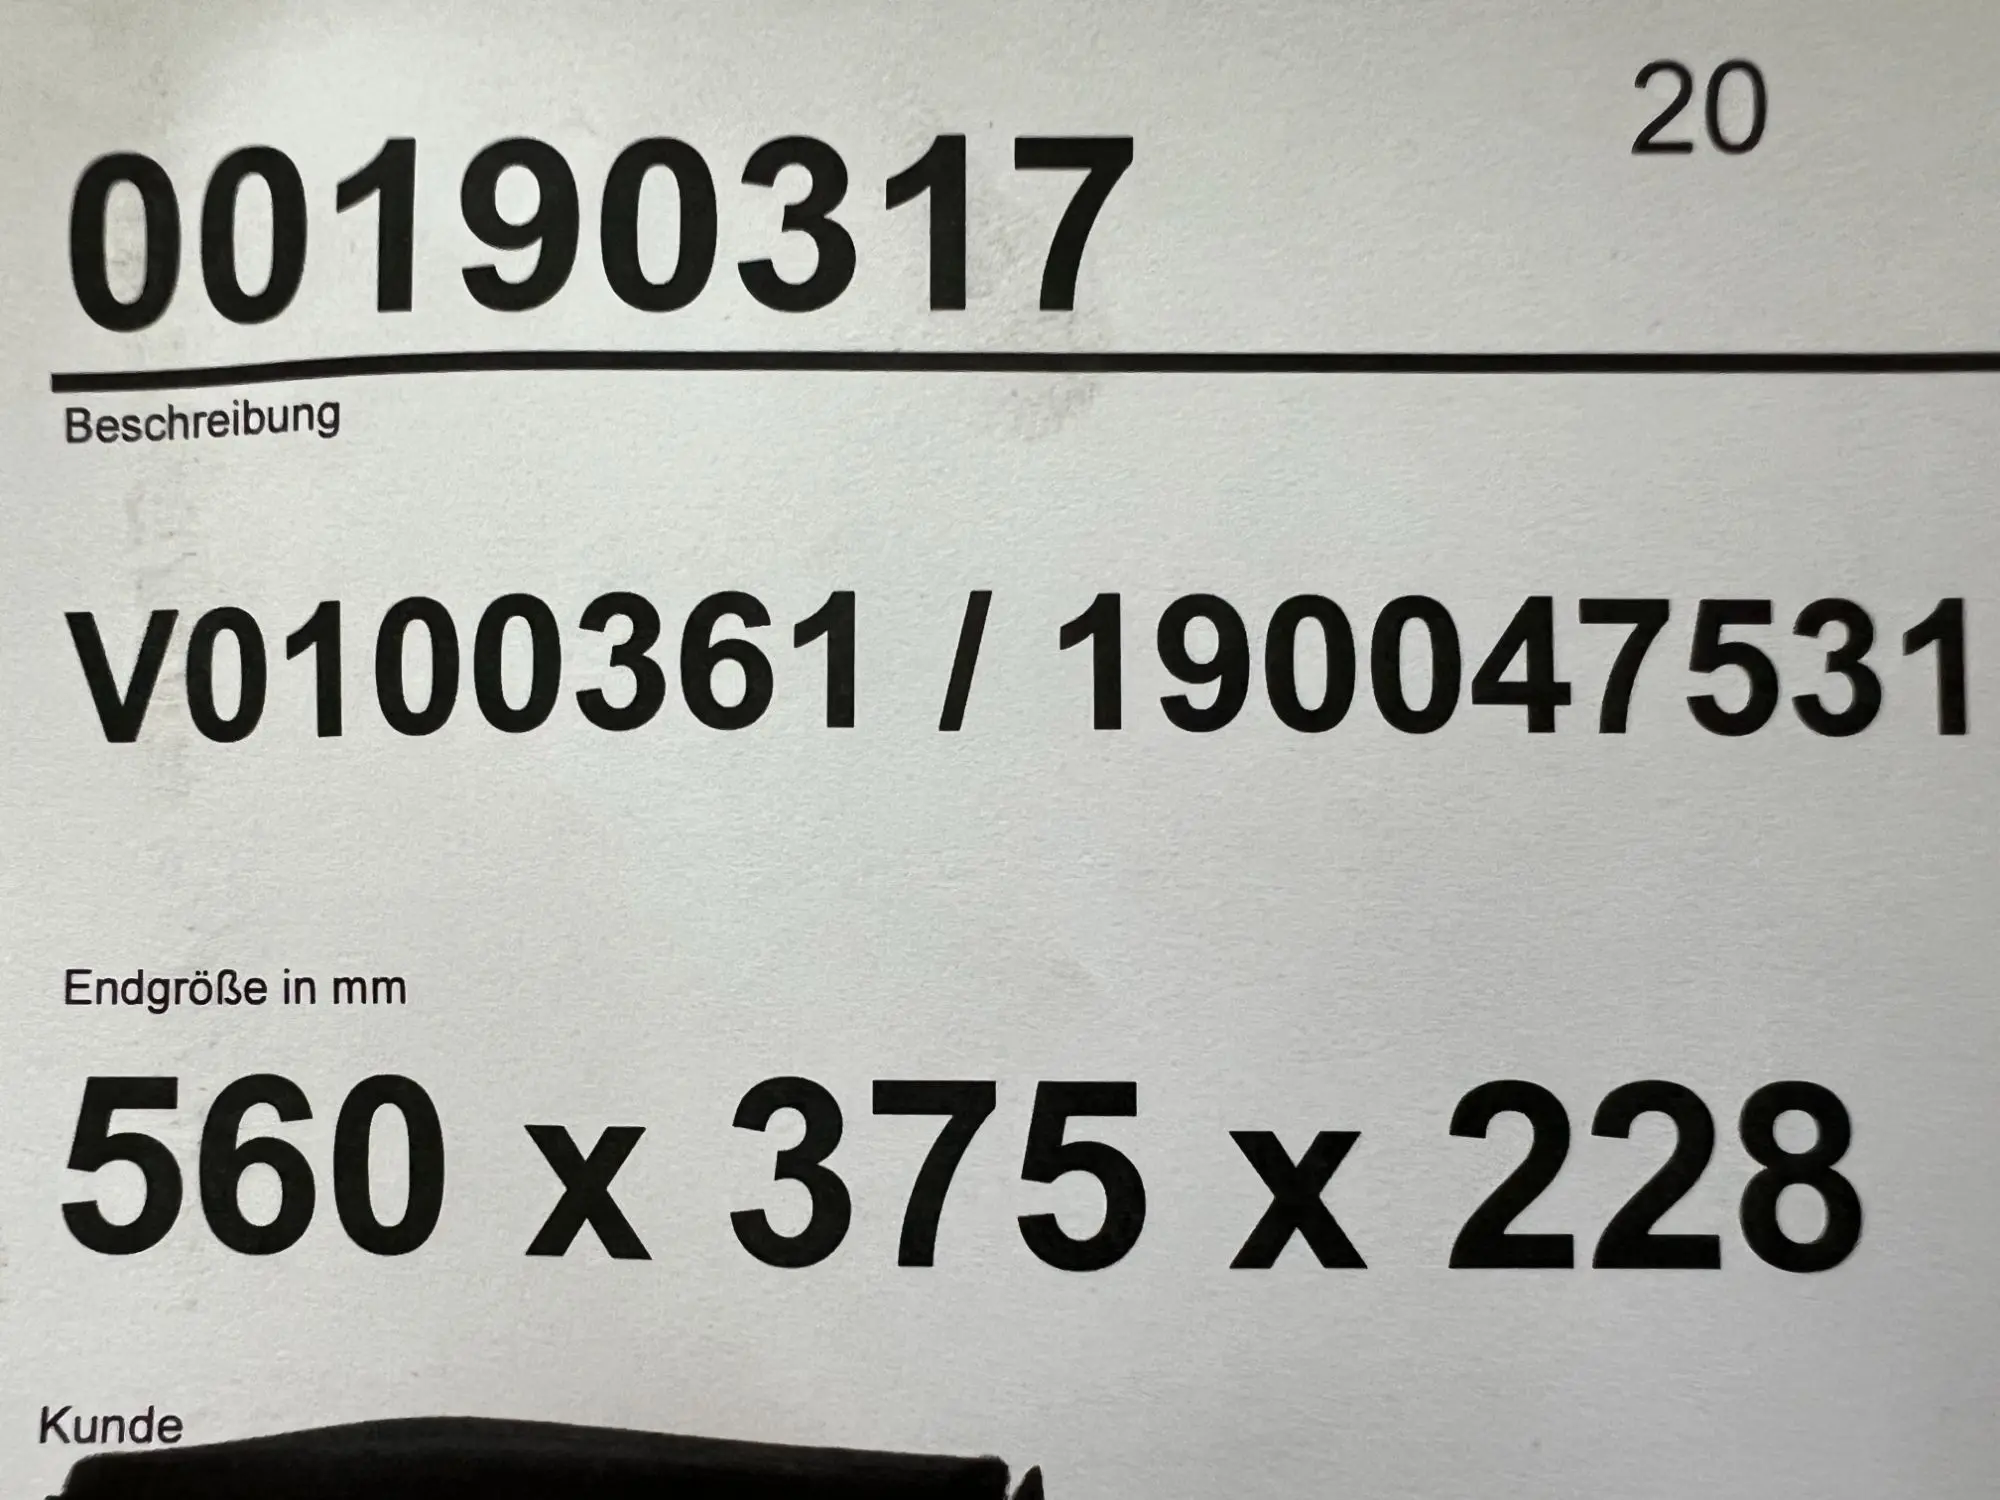 20
00190317
Beschreibung
V0100361 / 190047531
Endgröße in mm
560 x 375 x 228
Kunde